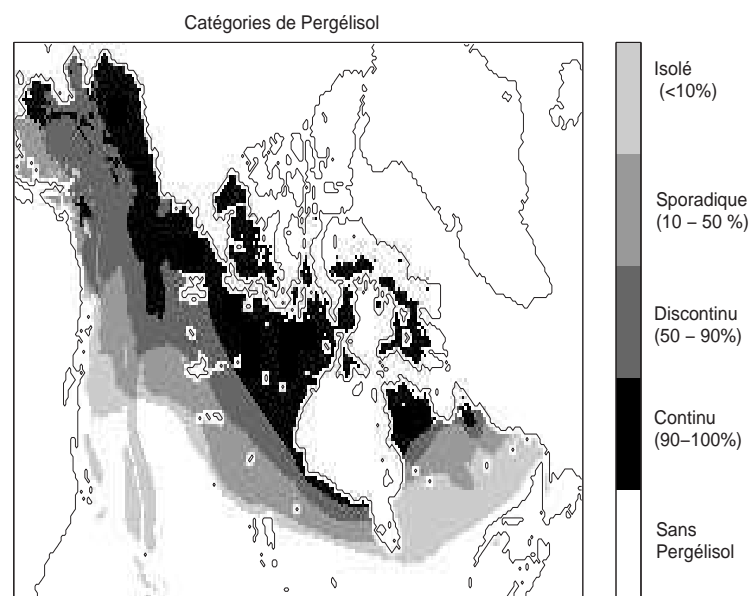 Catégories de Pergélisol
Isolé
(<10%)
Sporadique
(10 – 50 %)
Discontinu
(50 – 90%)
Continu
(90–100%)
Sans
Pergélisol